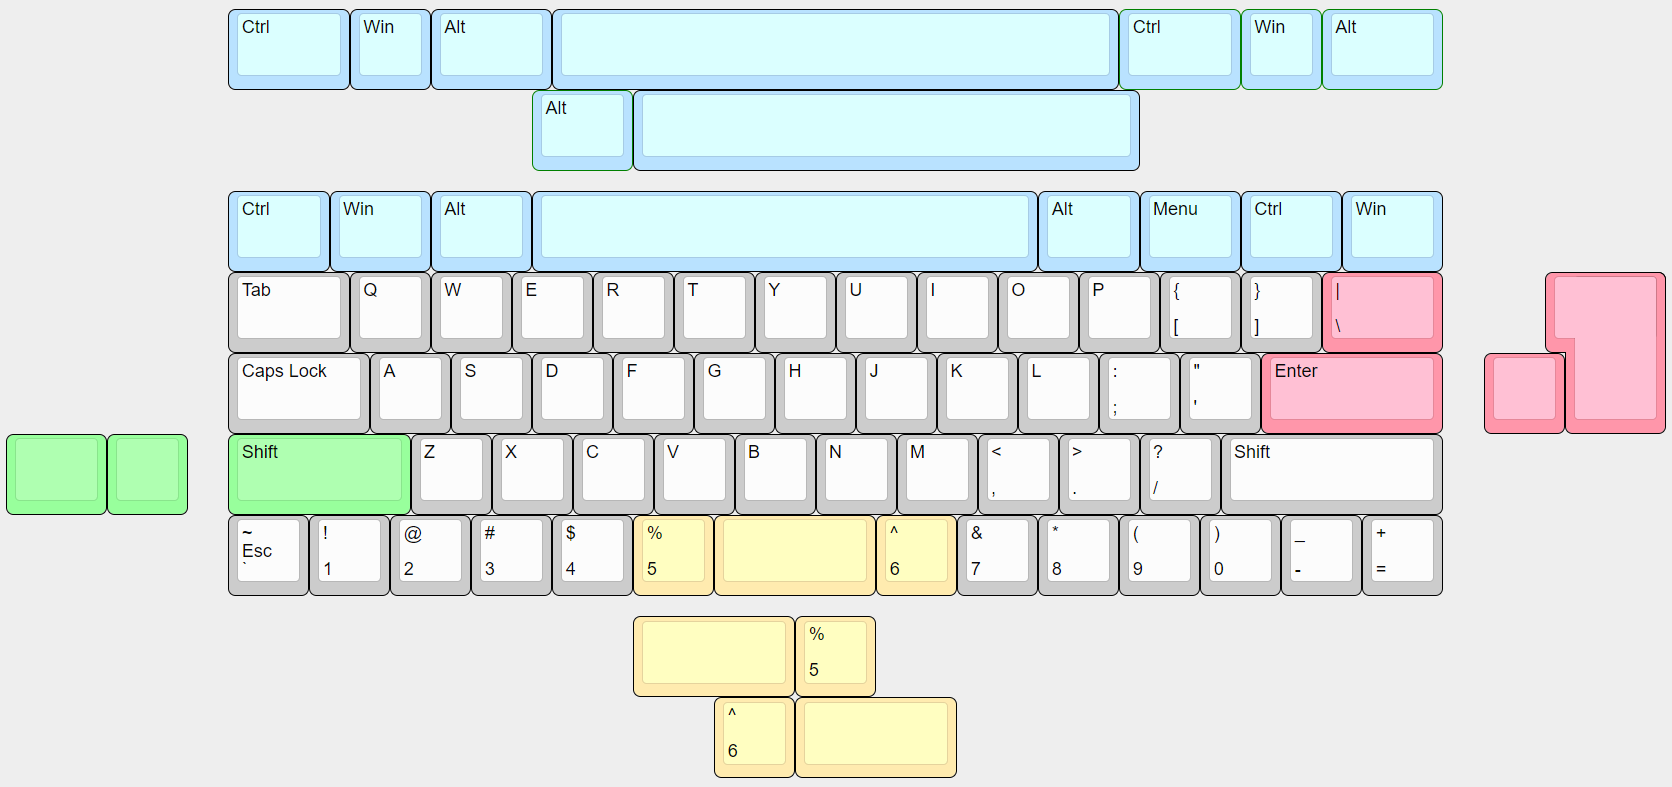 Ctrl Win Alt Ctrl Win Alt
Alt
Ctrl Win Alt Alt Menu Ctrl Win
Tab Q W E R T Y U I O P { } |
[ ] \
Caps Lock A S D F G H J K L : " Enter
; '
Shift Z X C V B N M < > ? Shift
, . /
~ ! @ # $ % ^ & * ( ) _ +
Esc
` 1 2 3 4 5 6 7 8 9 0 - =
%
5
^
6